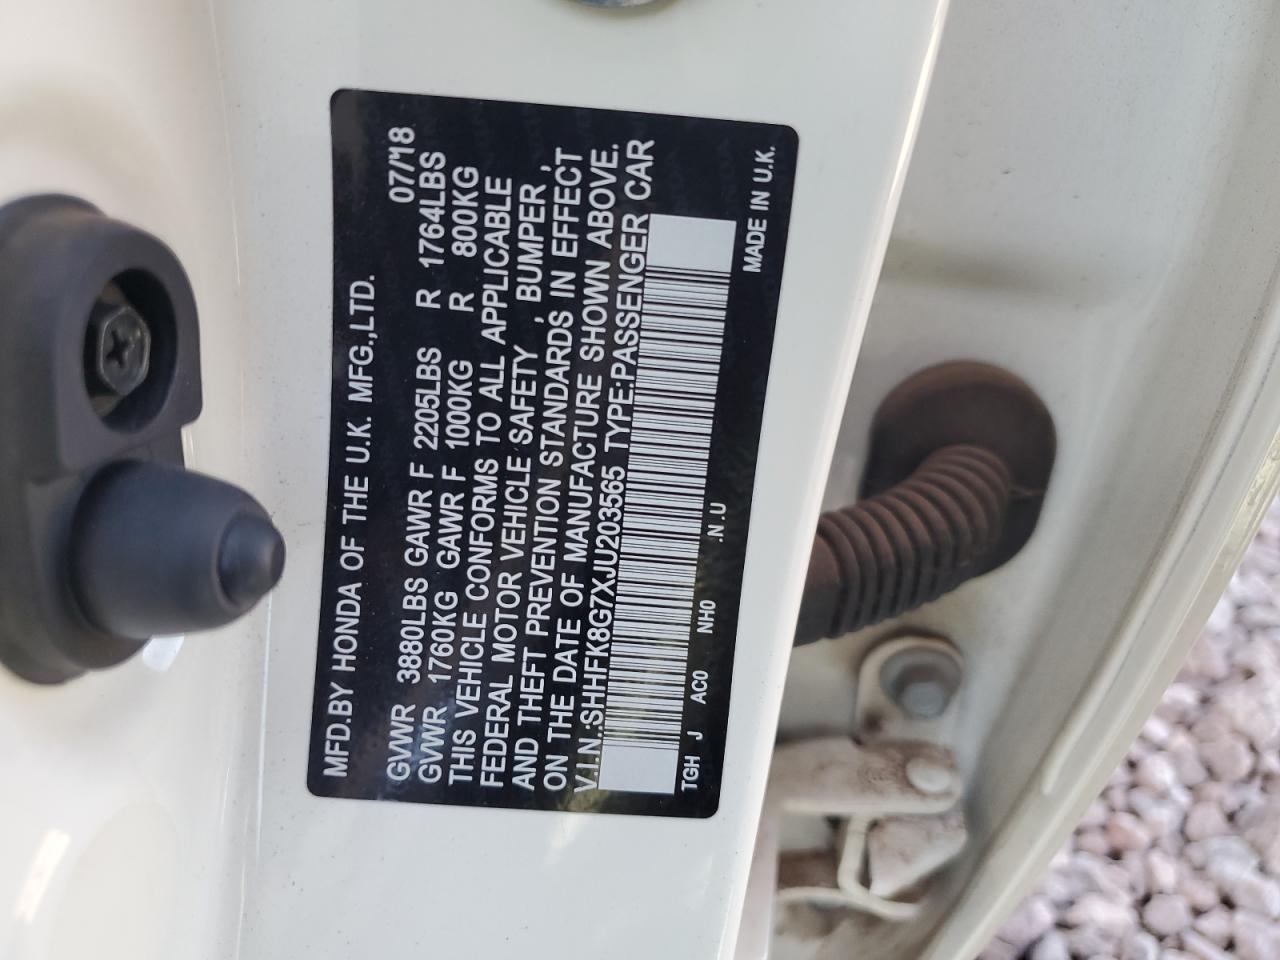 MFD.BY HONDA OF THE U.K. MFG.,LTD.
07/18
GVWR 3880LBS GAWR F 2205LBS R 1764LBS
GVWR 1760KG GAWR F 1000KG R 800KG
THIS VEHICLE CONFORMS TO ALL APPLICABLE
FEDERAL MOTOR VEHICLE SAFETY , BUMPER ,
AND THEFT PREVENTION STANDARDS IN EFFECT
ON THE DATE OF MANUFACTURE SHOWN ABOVE.
V.I.N.:SHHFK8G7XJU203565 TYPE:PASSENGER CAR
TGH J AC0 NH0 .N.U
MADE IN U.K.